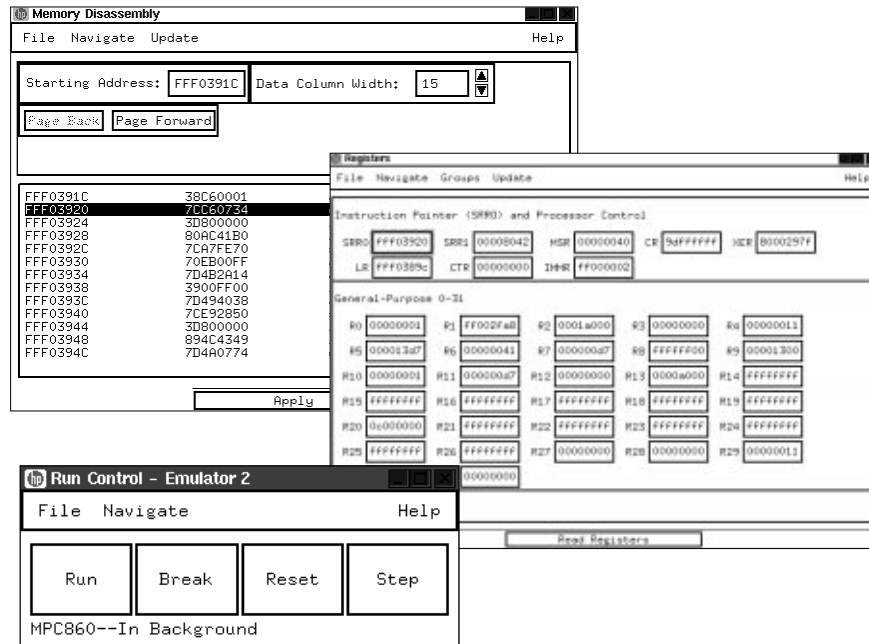 hp Memory Disassembly
File Navigate Update Help
Starting Address: FFF0391C Data Column Width: 15
Page Back Page Forward
FFF0391C 38C60001
FFF03920 7CC60734
FFF03924 3D800000
FFF03928 80AC41B0
FFF0392C 7CA7FE70
FFF03930 70EB00FF
FFF03934 7D4B2A14
FFF03938 3900FF00
FFF0393C 7D494038
FFF03940 7CE92850
FFF03944 3D800000
FFF03948 894C4349
FFF0394C 7D4A0774
Apply
hp Registers
File Navigate Groups Update Help
Instruction Pointer (SRR0) and Processor Control
SRR0 fff03920 SRR1 00008042 MSR 00000040 CR 9dffffff XER 8000297f
LR fff0389c CTR 00000000 IMMR ff000002
General-Purpose 0-31
R0 00000001 R1 ff002fa8 R2 0001a000 R3 00000000 R4 00000011
R5 000013d7 R6 00000041 R7 000000d7 R8 ffffff00 R9 00001300
R10 00000001 R11 000000d7 R12 00000000 R13 0000a000 R14 ffffffff
R15 ffffffff R16 ffffffff R17 ffffffff R18 ffffffff R19 ffffffff
R20 0c000000 R21 ffffffff R22 ffffffff R23 ffffffff R24 ffffffff
R25 ffffffff R26 ffffffff R27 00000000 R28 00000000 R29 00000011
00000000
Read Registers
hp Run Control - Emulator 2
File Navigate Help
Run Break Reset Step
MPC860--In Background